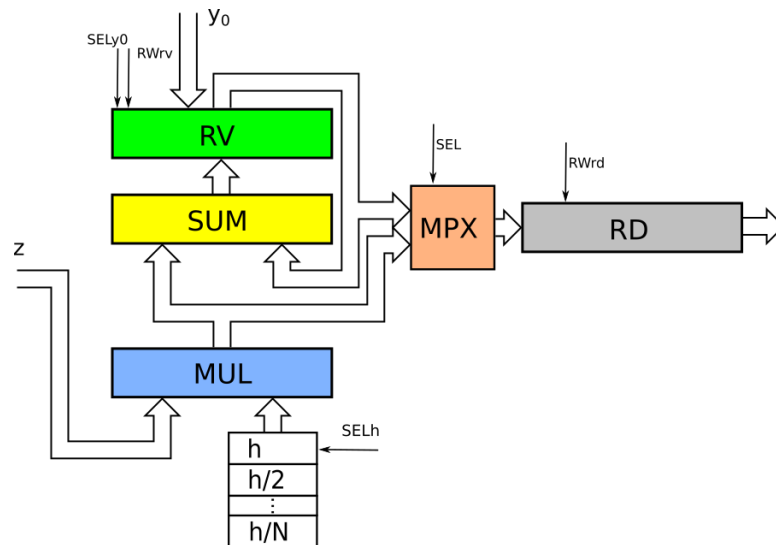 y₀
SELy0
RWrv
RV
SEL
RWrd
SUM
MPX
RD
z
MUL
SELh
h
h/2
⋮
h/N